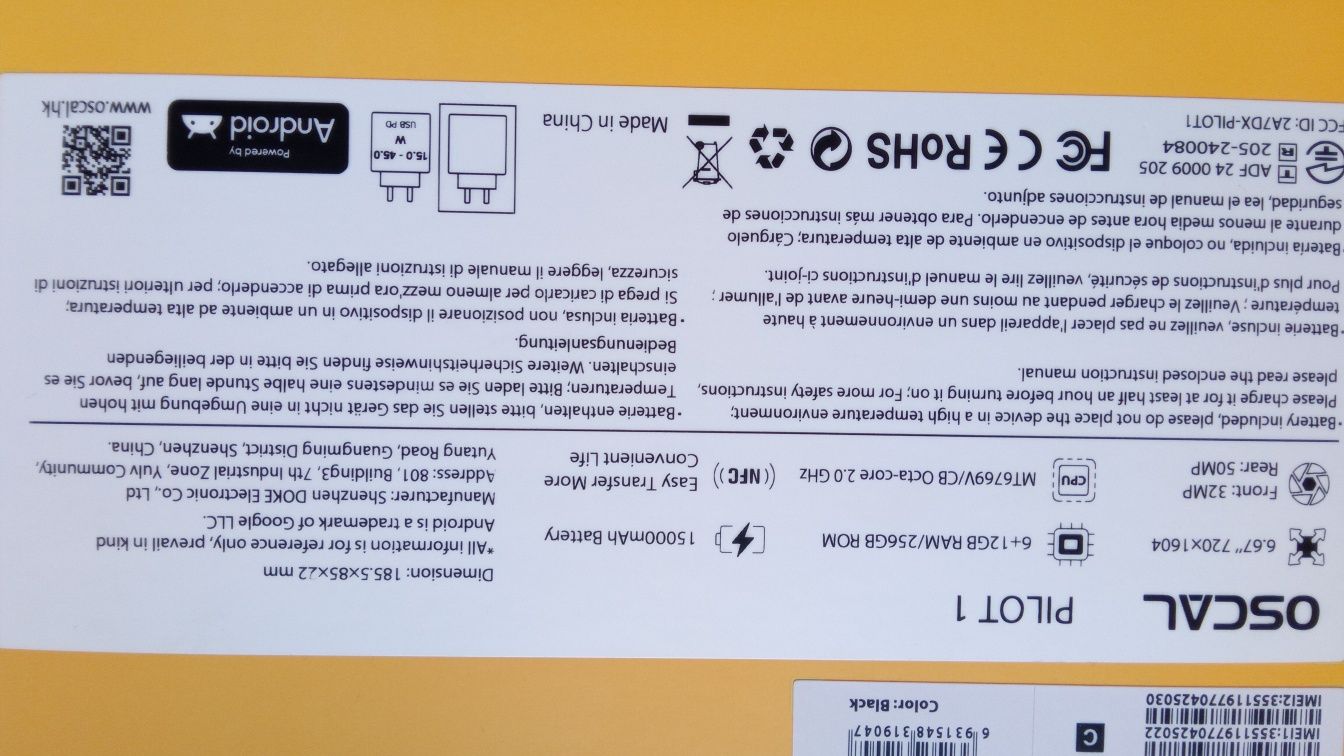 OSCAL PILOT 1
6.67" 720×1604
6+12GB RAM/256GB ROM
15000mAh Battery
Front: 32MP
Rear: 50MP
CPU
MT6769V/CB Octa-core 2.0 GHz
NFC
Easy Transfer More
Convenient Life
Dimension: 185.5×85×22 mm
*All information is for reference only, prevail in kind
Android is a trademark of Google LLC.
Manufacturer: Shenzhen DOKE Electronic Co., Ltd
Address: 801, Building3, 7th Industrial Zone, Yulv Community,
Yutang Road, Guangming District, Shenzhen, China.
•Battery included, please do not place the device in a high temperature environment;
Please charge it for at least half an hour before turning it on; For more safety instructions,
please read the enclosed instruction manual.
•Batterie incluse, veuillez ne pas placer l'appareil dans un environnement à haute
température ; Veuillez le charger pendant au moins une demi-heure avant de l'allumer ;
Pour plus d'instructions de sécurité, veuillez lire le manuel d'instructions ci-joint.
•Batería incluida, no coloque el dispositivo en ambiente de alta temperatura; Cárguelo
durante al menos media hora antes de encenderlo. Para obtener más instrucciones de
seguridad, lea el manual de instrucciones adjunto.
•Batterie enthalten, bitte stellen Sie das Gerät nicht in eine Umgebung mit hohen
Temperaturen; Bitte laden Sie es mindestens eine halbe Stunde lang auf, bevor Sie es
einschalten. Weitere Sicherheitshinweise finden Sie bitte in der beiliegenden
Bedienungsanleitung.
•Batteria inclusa, non posizionare il dispositivo in un ambiente ad alta temperatura;
Si prega di caricarlo per almeno mezz'ora prima di accenderlo; per ulteriori istruzioni di
sicurezza, leggere il manuale di istruzioni allegato.
T ADF 24 0009 205
R 205-240084
FCC ID: 2A7DX-PILOT1
FC CE RoHS
Made in China
15.0 - 45.0
W
USB PD
Powered by
Android
www.oscal.hk
IMEI1:355119770425022
IMEI2:355119770425030
C
6 931548 319047
Color: Black